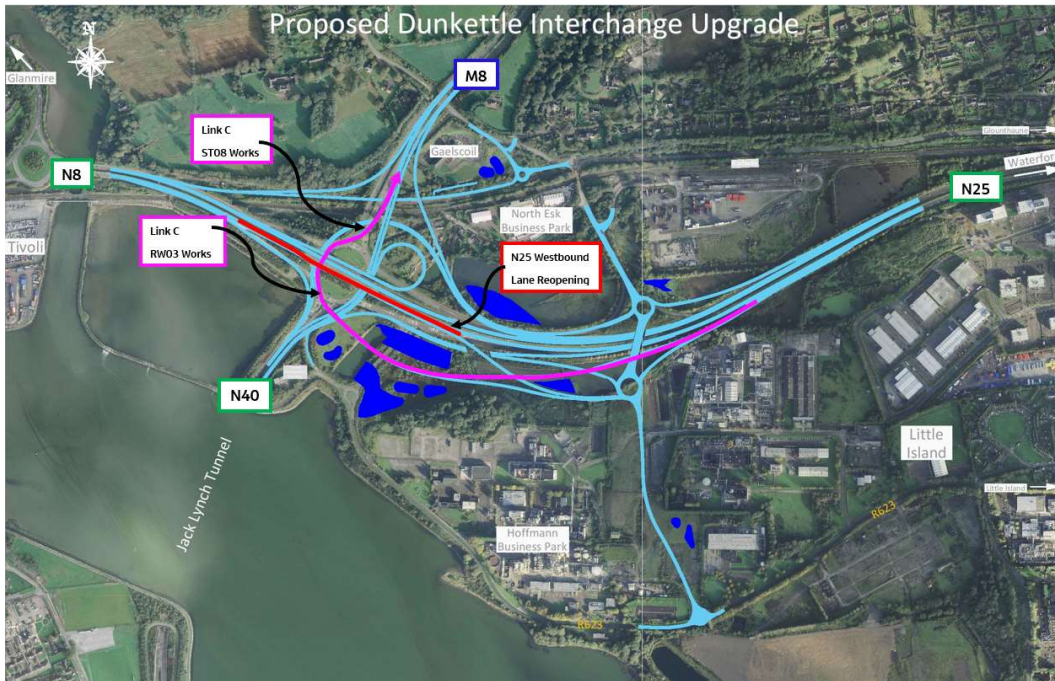 Proposed Dunkettle Interchange Upgrade
N
Glanmire
M8
Link C
ST08 Works
Gaelscoil
Glounthaune
Waterfor
N8
N25
North Esk
Business Park
Tivoli
Link C
RW03 Works
N25 Westbound
Lane Reopening
N40
Jack Lynch Tunnel
Little
Island
Little Island
R623
Hoffmann
Business Park
R623